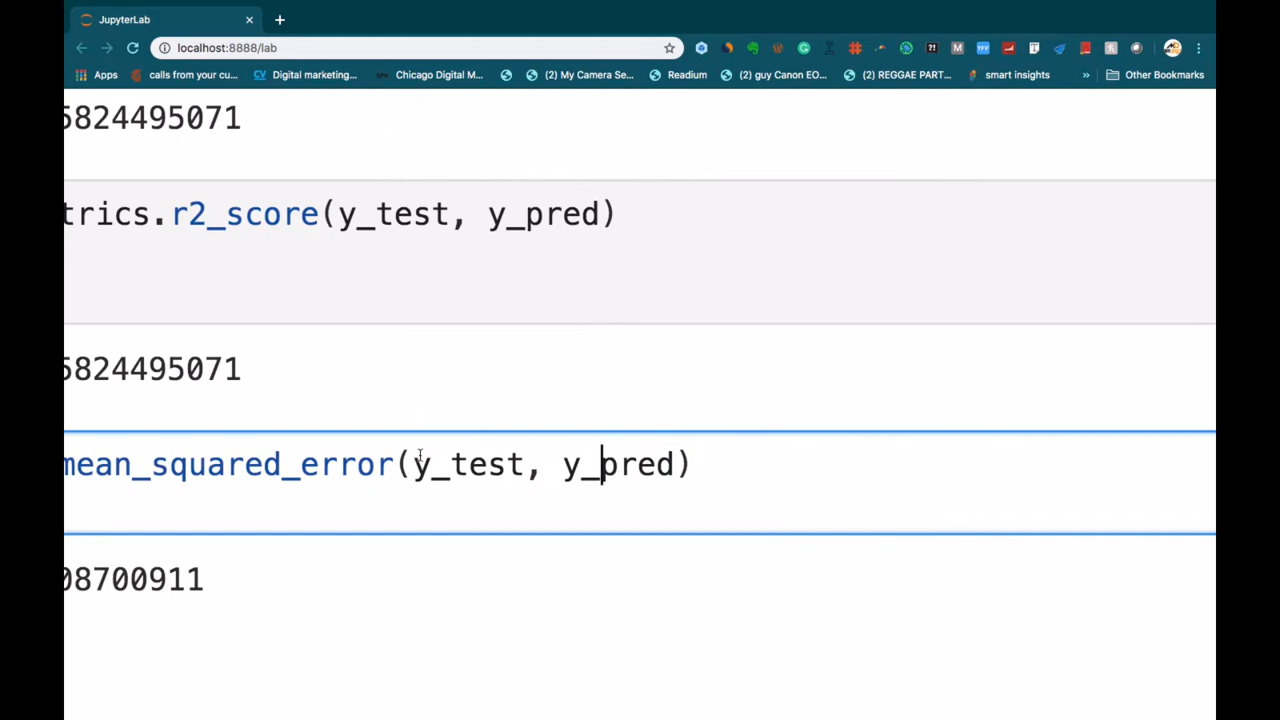 JupyterLab
localhost:8888/lab
Apps calls from your cu... CV Digital marketing... Chicago Digital M... (2) My Camera Se... Readium (2) guy Canon EO... (2) REGGAE PART... smart insights » Other Bookmarks
5824495071
trics.r2_score(y_test, y_pred)
5824495071
mean_squared_error(y_test, y_pred)
08700911